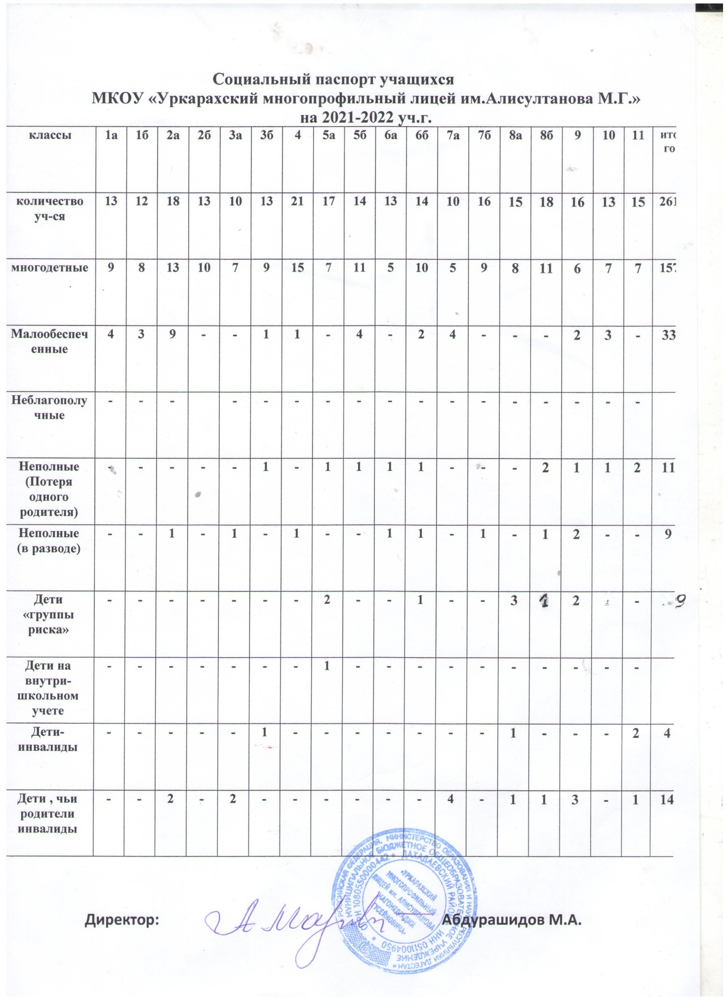 Социальный паспорт учащихся
МКОУ «Уркарахский многопрофильный лицей им.Алисултанова М.Г.»
на 2021-2022 уч.г.
классы 1а 1б 2а 2б 3а 3б 4 5а 5б 6а 6б 7а 7б 8а 8б 9 10 11 ито
го
количество 13 12 18 13 10 13 21 17 14 13 14 10 16 15 18 16 13 15 261
уч-ся
многодетные 9 8 13 10 7 9 15 7 11 5 10 5 9 8 11 6 7 7 157
Малообеспеч 4 3 9 - - 1 1 - 4 - 2 4 - - - 2 3 - 33
енные
Неблагополу - - - - - - - - - - - - - - - - -
чные
Неполные - - - - - 1 - 1 1 1 1 - - - 2 1 1 2 11
(Потеря
одного
родителя)
Неполные - - 1 - 1 - 1 - - 1 1 - 1 - 1 2 - - 9
(в разводе)
Дети - - - - - - - 2 - - 1 - - 3 1 2 - 9
«группы
риска»
Дети на - - - - - - - 1 - - - - - - - - - -
внутри-
школьном
учете
Дети- - - - - - 1 - - - - - - - 1 - - - 2 4
инвалиды
Дети , чьи - - 2 - 2 - - - - - - 4 - 1 1 3 - 1 14
родители
инвалиды
РОССИЙСКАЯ ФЕДЕРАЦИЯ, МИНИСТЕРСТВО ОБРАЗОВАНИЯ И НАУКИ РЕСПУБЛИКИ ДАГЕСТАН *
МУНИЦИПАЛЬНОЕ БЮДЖЕТНОЕ ОБЩЕОБРАЗОВАТЕЛЬНОЕ УЧРЕЖДЕНИЕ
ОГРН 1080550000442 * ДАХАДАЕВСКИЙ РАЙОН * ИНН 0511004950 *
«УРКАРАХСКИЙ
МНОГОПРОФИЛЬНЫЙ
ЛИЦЕЙ им. АЛИСУЛТАНОВА
МАГОМЕДГАДЖИ
ГУСЕЙНОВИЧА»
Директор: Абдурашидов М.А.